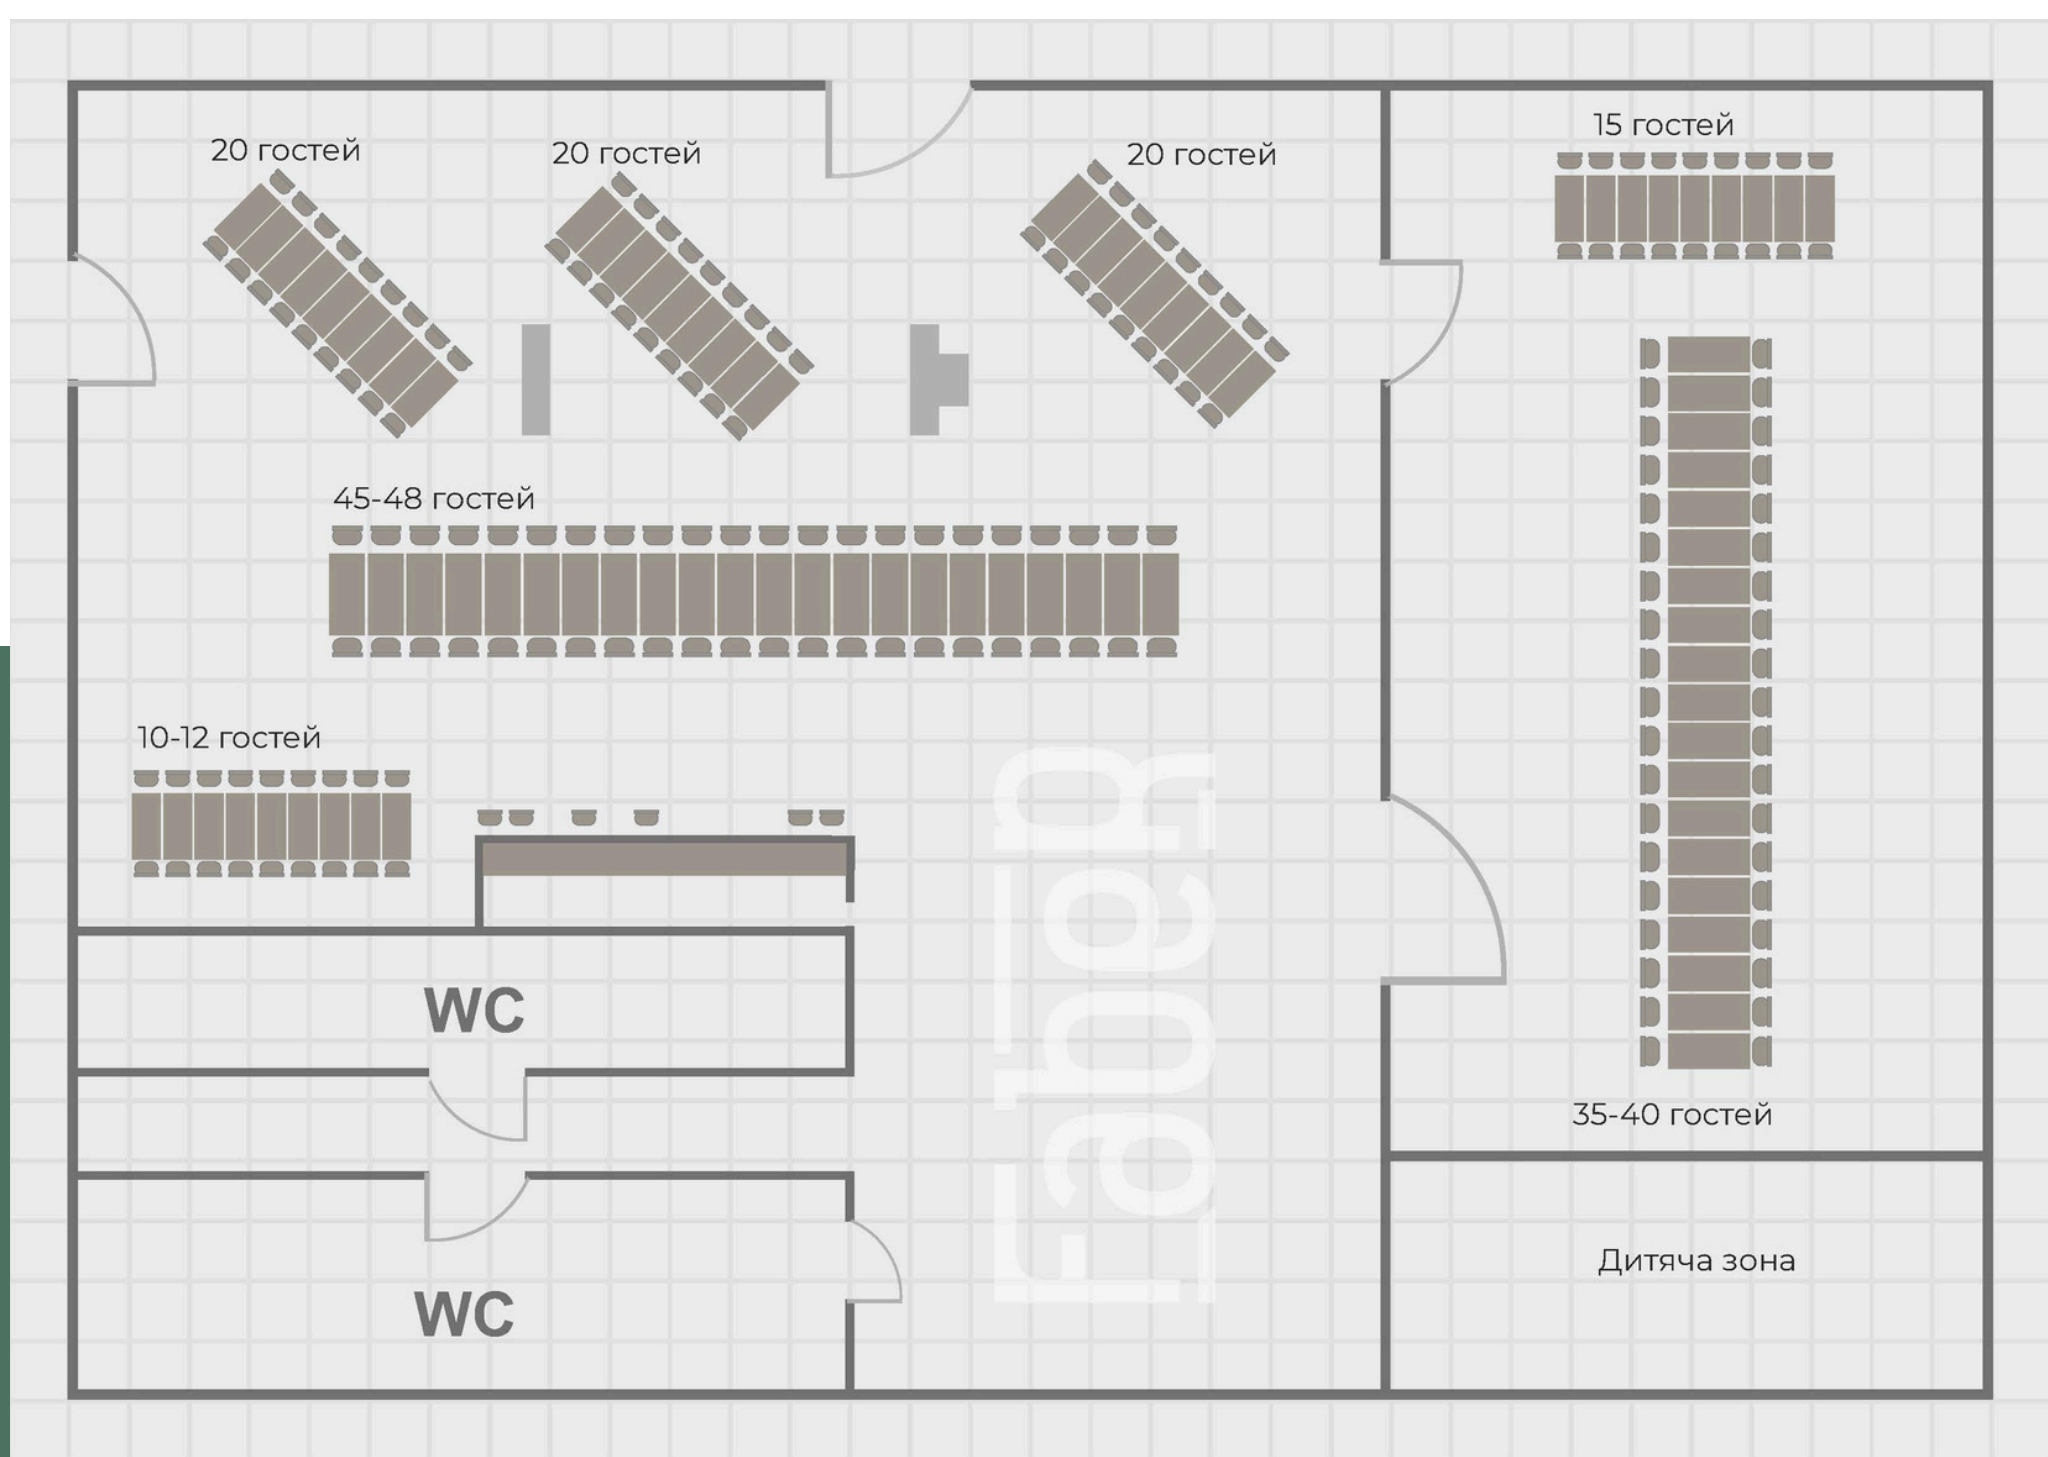 20 гостей
20 гостей
20 гостей
15 гостей
45-48 гостей
10-12 гостей
WC
35-40 гостей
WC
Дитяча зона
Fabər